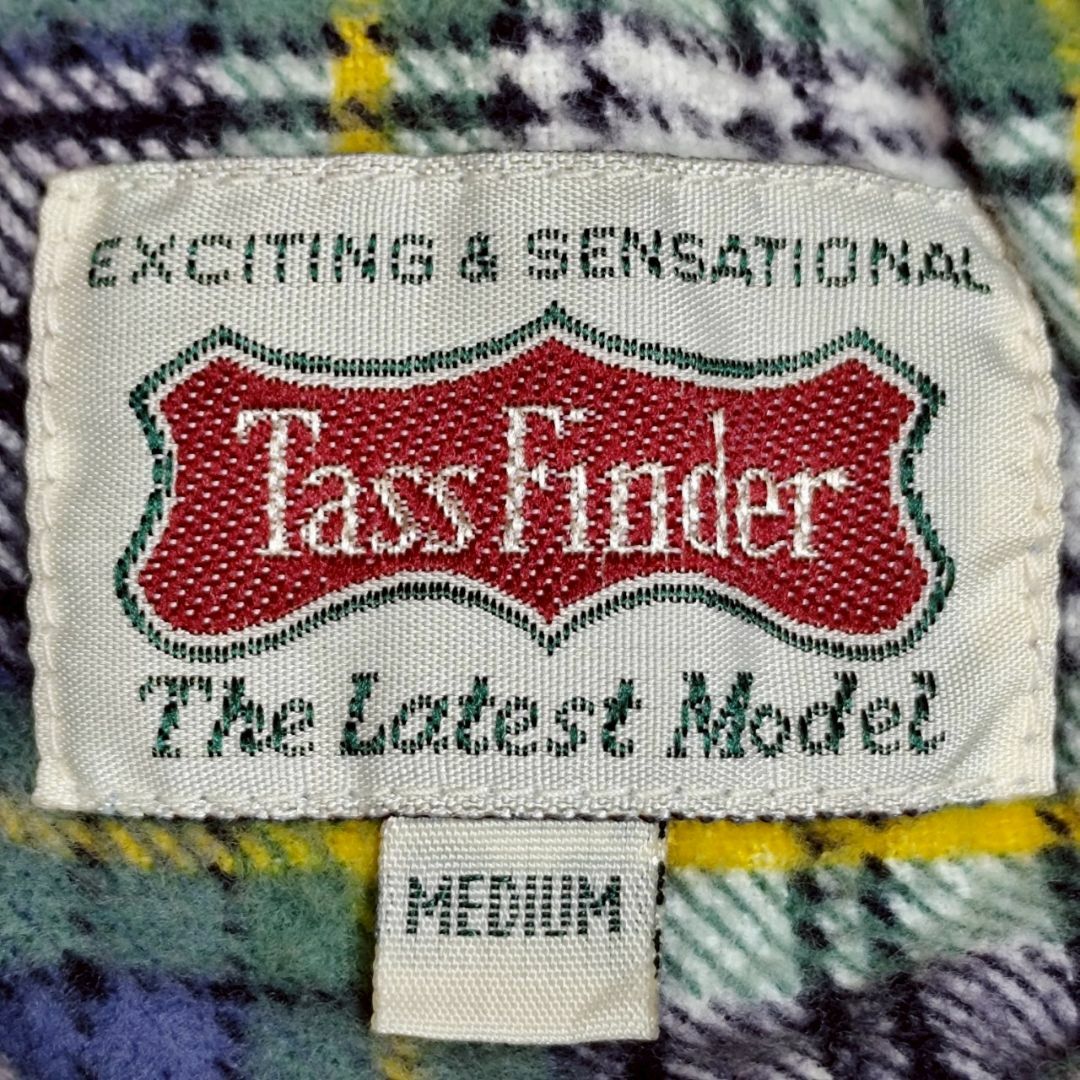 EXCITING & SENSATIONAL
Tass Finder
The Latest Model
MEDIUM